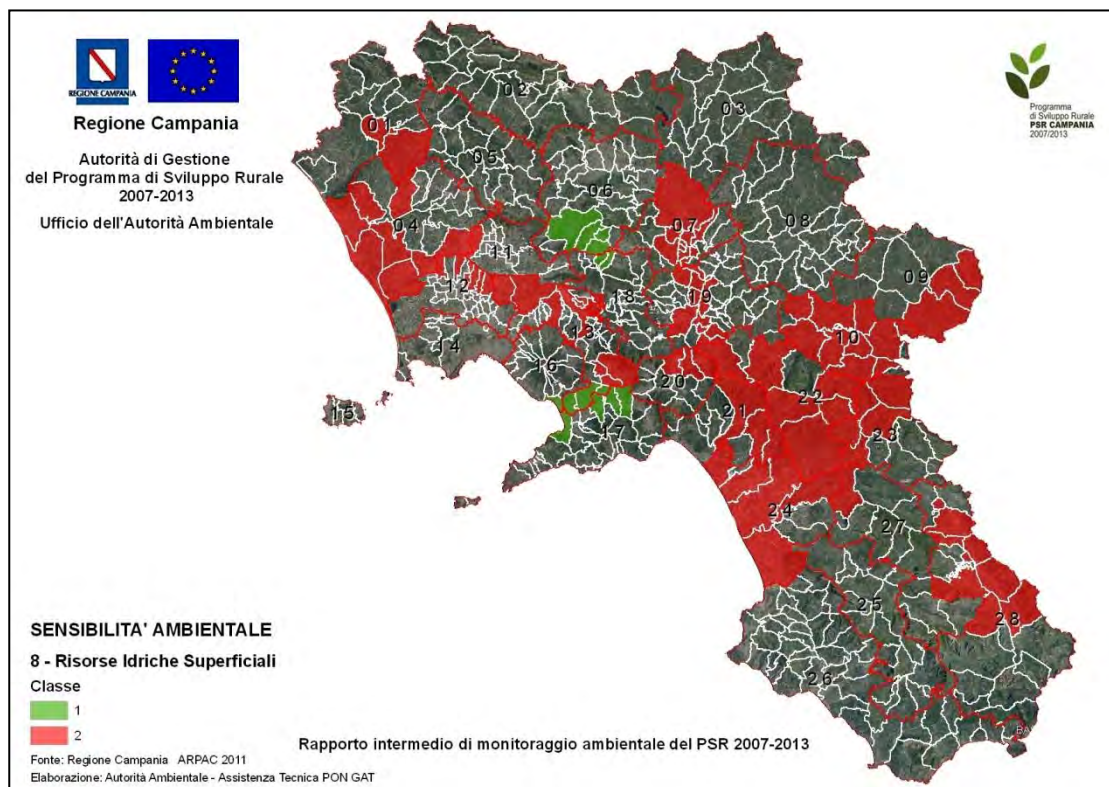 REGIONE CAMPANIA
Regione Campania
Autorità di Gestione
del Programma di Sviluppo Rurale
2007-2013
Ufficio dell'Autorità Ambientale
Programma
di Sviluppo Rurale
PSR CAMPANIA
2007/2013
01
02
03
04
05
06
07
08
09
10
11
12
13
14
15
16
17
18
19
20
21
22
23
24
25
26
27
28
SENSIBILITA' AMBIENTALE
8 - Risorse Idriche Superficiali
Classe
1
2
Fonte: Regione Campania ARPAC 2011
Elaborazione: Autorità Ambientale - Assistenza Tecnica PON GAT
Rapporto intermedio di monitoraggio ambientale del PSR 2007-2013